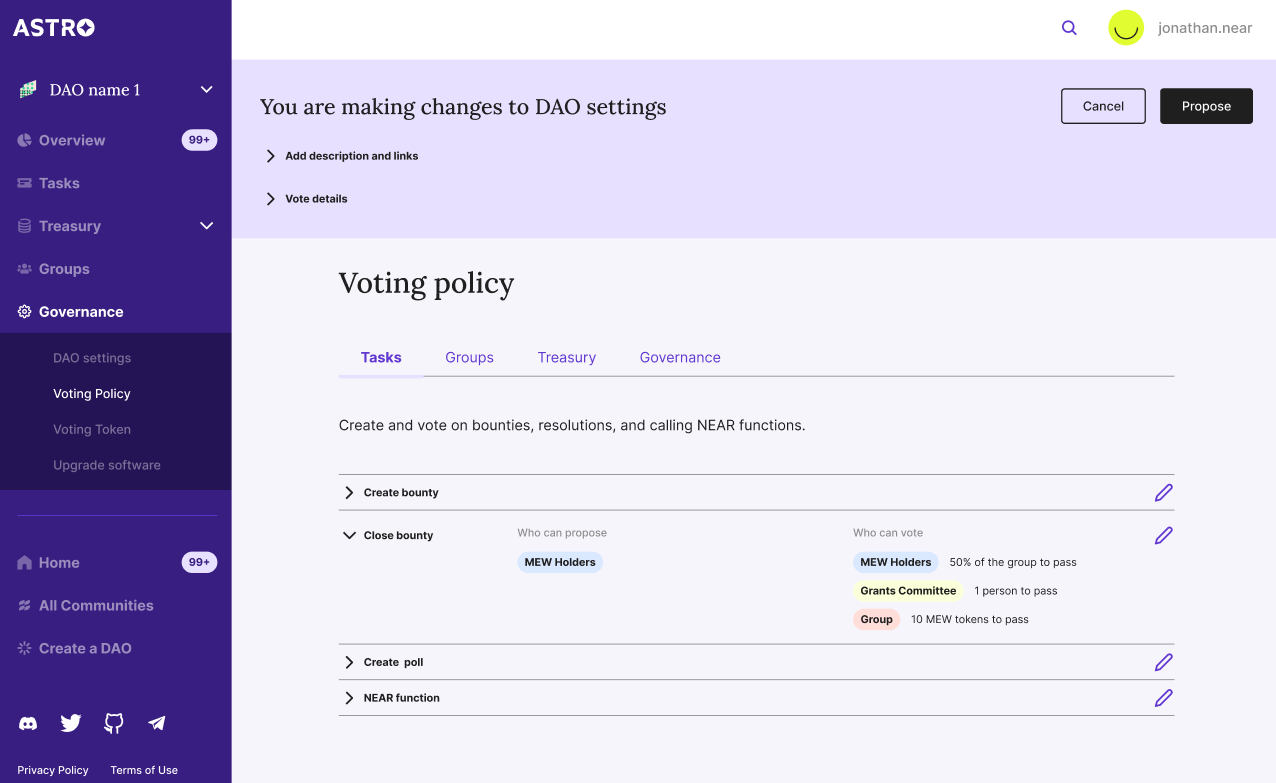 ASTRO
jonathan.near
DAO name 1
Overview 99+
Tasks
Treasury
Groups
Governance
DAO settings
Voting Policy
Voting Token
Upgrade software
Home 99+
All Communities
Create a DAO
Privacy Policy Terms of Use
You are making changes to DAO settings
Cancel Propose
Add description and links
Vote details
Voting policy
Tasks Groups Treasury Governance
Create and vote on bounties, resolutions, and calling NEAR functions.
Create bounty
Close bounty Who can propose Who can vote
MEW Holders MEW Holders 50% of the group to pass
Grants Committee 1 person to pass
Group 10 MEW tokens to pass
Create poll
NEAR function